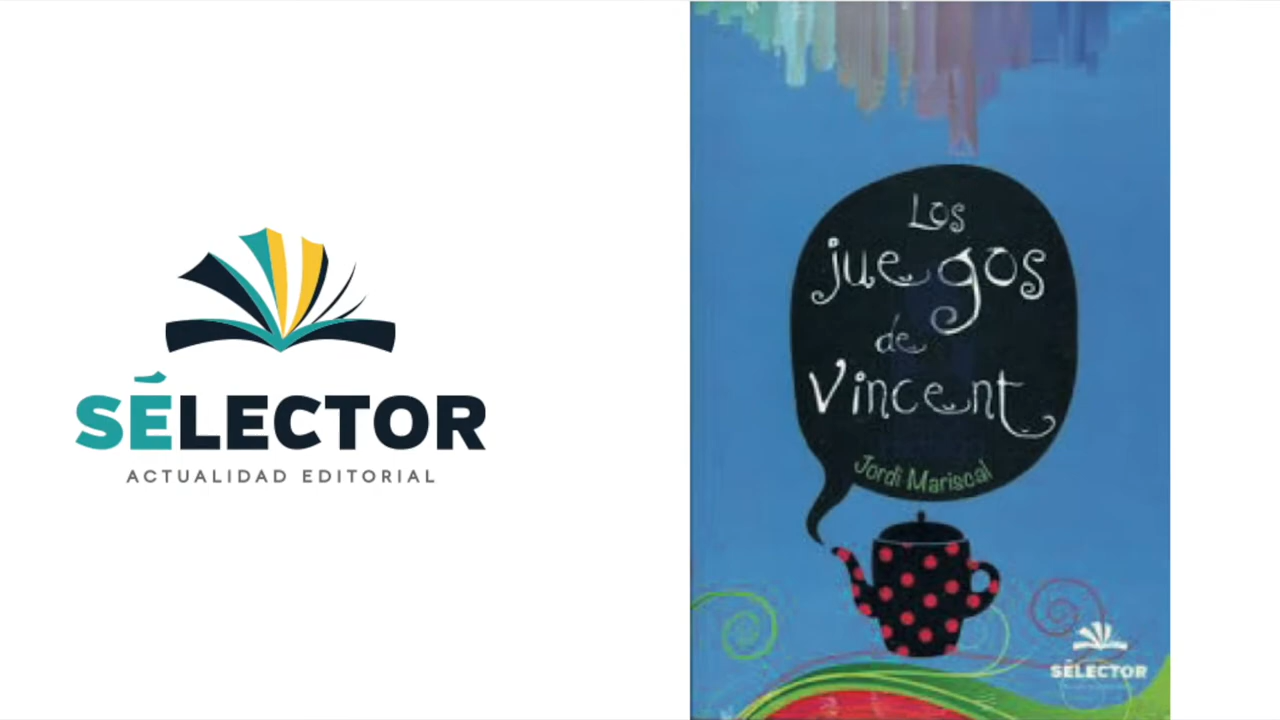 SÉLECTOR
ACTUALIDAD EDITORIAL
Los
juegos
de
Vincent
Jordi Mariscal
SÉLECTOR